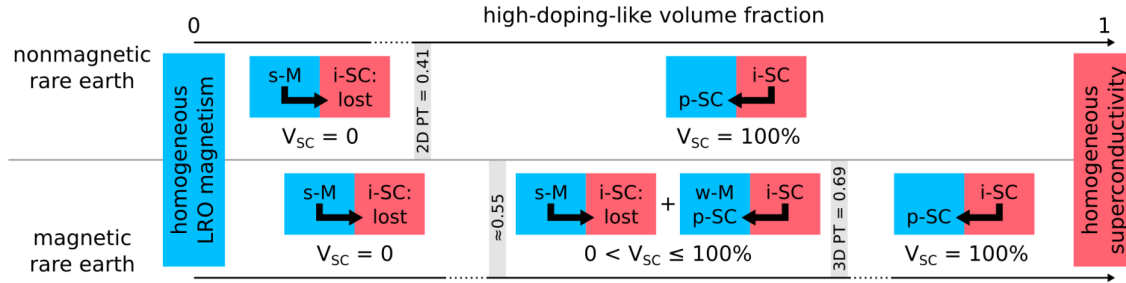 high-doping-like volume fraction
0
1
nonmagnetic
rare earth
homogeneous
LRO magnetism
s-M
i-SC:
lost
V_SC = 0
2D PT = 0.41
i-SC
p-SC
V_SC = 100%
homogeneous
superconductivity
magnetic
rare earth
s-M
i-SC:
lost
V_SC = 0
≈0.55
s-M
i-SC:
lost
+
w-M
i-SC
p-SC
0 < V_SC ≤ 100%
3D PT = 0.69
i-SC
p-SC
V_SC = 100%